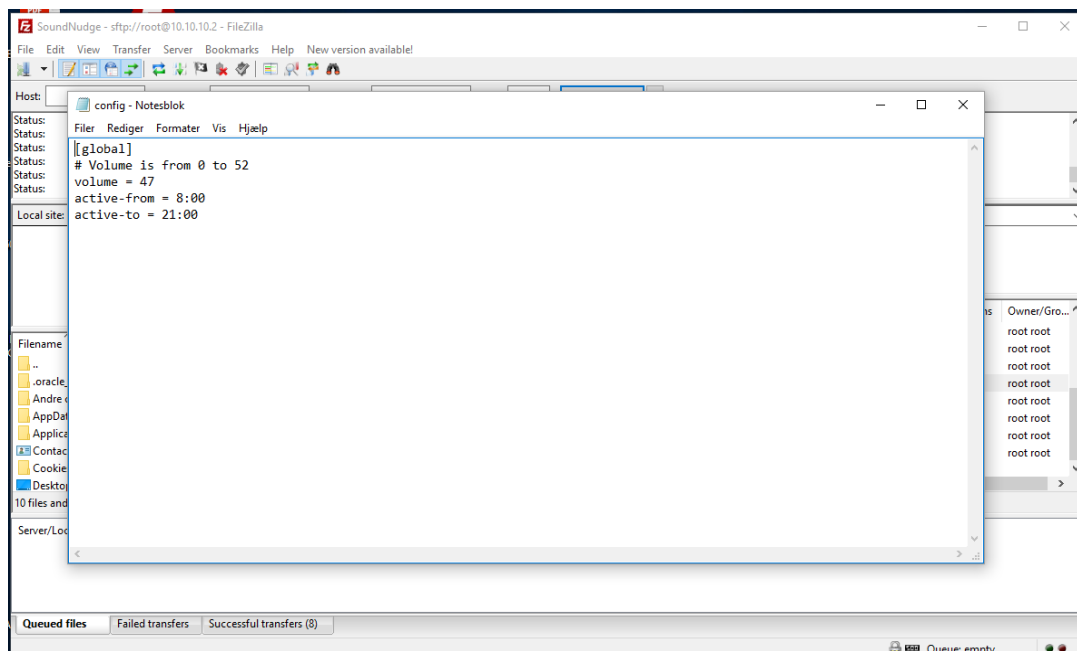 SoundNudge - sftp://root@10.10.10.2 - FileZilla
File Edit View Transfer Server Bookmarks Help New version available!
Host:
config - Notesblok
Filer Rediger Formater Vis Hjælp
[global]
# Volume is from 0 to 52
volume = 47
active-from = 8:00
active-to = 21:00
Status:
Status:
Status:
Status:
Status:
Status:
Local site:
Owner/Gro...
root root
root root
root root
root root
root root
root root
root root
root root
Filename
..
.oracle_
Andre
AppDat
Applica
Contac
Cookie
Deskto
10 files and
Server/Loc
Queued files Failed transfers Successful transfers (8)
Queue: empty